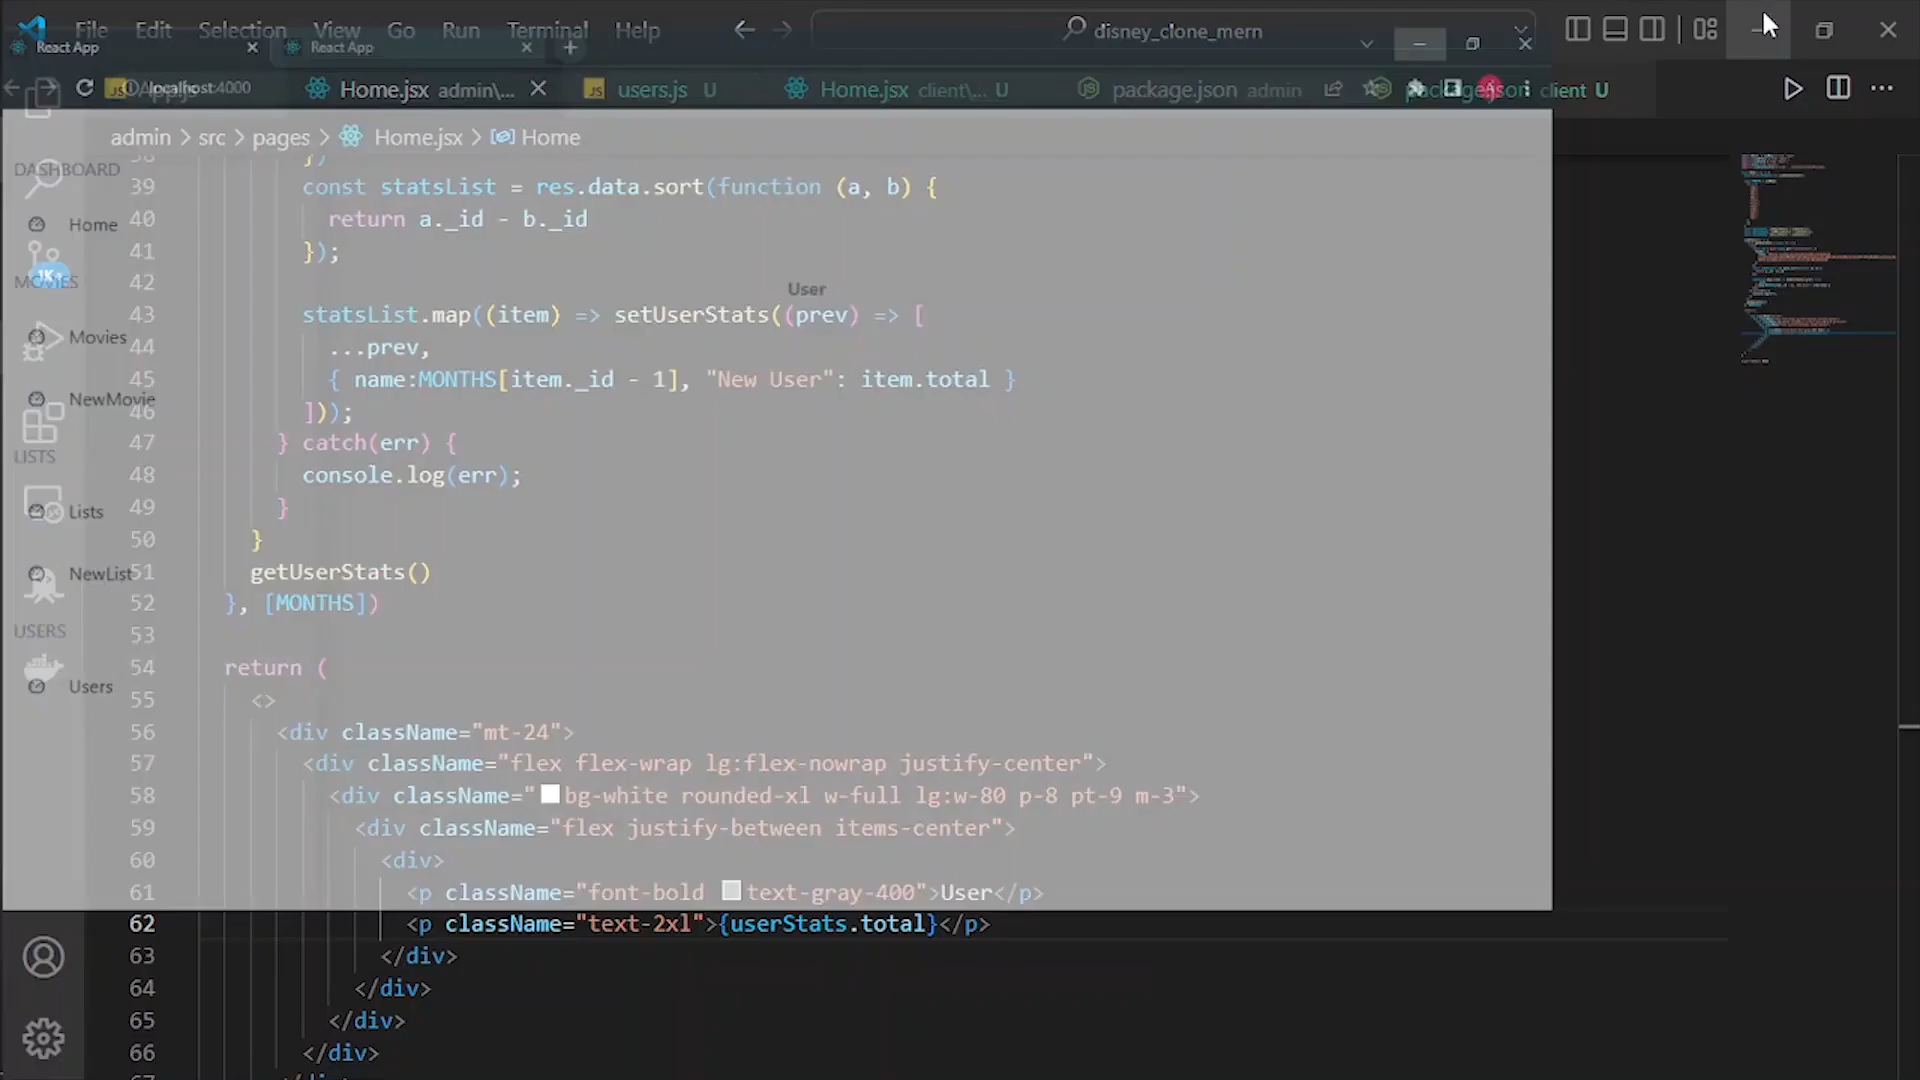 File Edit Selection View Go Run Terminal Help
disney_clone_mern
React App
React App
localhost:4000
Home.jsx admin\...
users.js U
Home.jsx client\... U
package.json admin
package.json client U
admin > src > pages > Home.jsx > Home
DASHBOARD
Home
MOVIES
1K+
Movies
NewMovie
LISTS
Lists
NewList
USERS
Users
User
39 const statsList = res.data.sort(function (a, b) {
40 return a._id - b._id
41 });
42
43 statsList.map((item) => setUserStats((prev) => [
44 ...prev,
45 { name:MONTHS[item._id - 1], "New User": item.total }
46 ]));
47 } catch(err) {
48 console.log(err);
49 }
50 }
51 getUserStats()
52 }, [MONTHS])
53
54 return (
55 <>
56 <div className="mt-24">
57 <div className="flex flex-wrap lg:flex-nowrap justify-center">
58 <div className="bg-white rounded-xl w-full lg:w-80 p-8 pt-9 m-3">
59 <div className="flex justify-between items-center">
60 <div>
61 <p className="font-bold text-gray-400">User</p>
62 <p className="text-2xl">{userStats.total}</p>
63 </div>
64 </div>
65 </div>
66 </div>